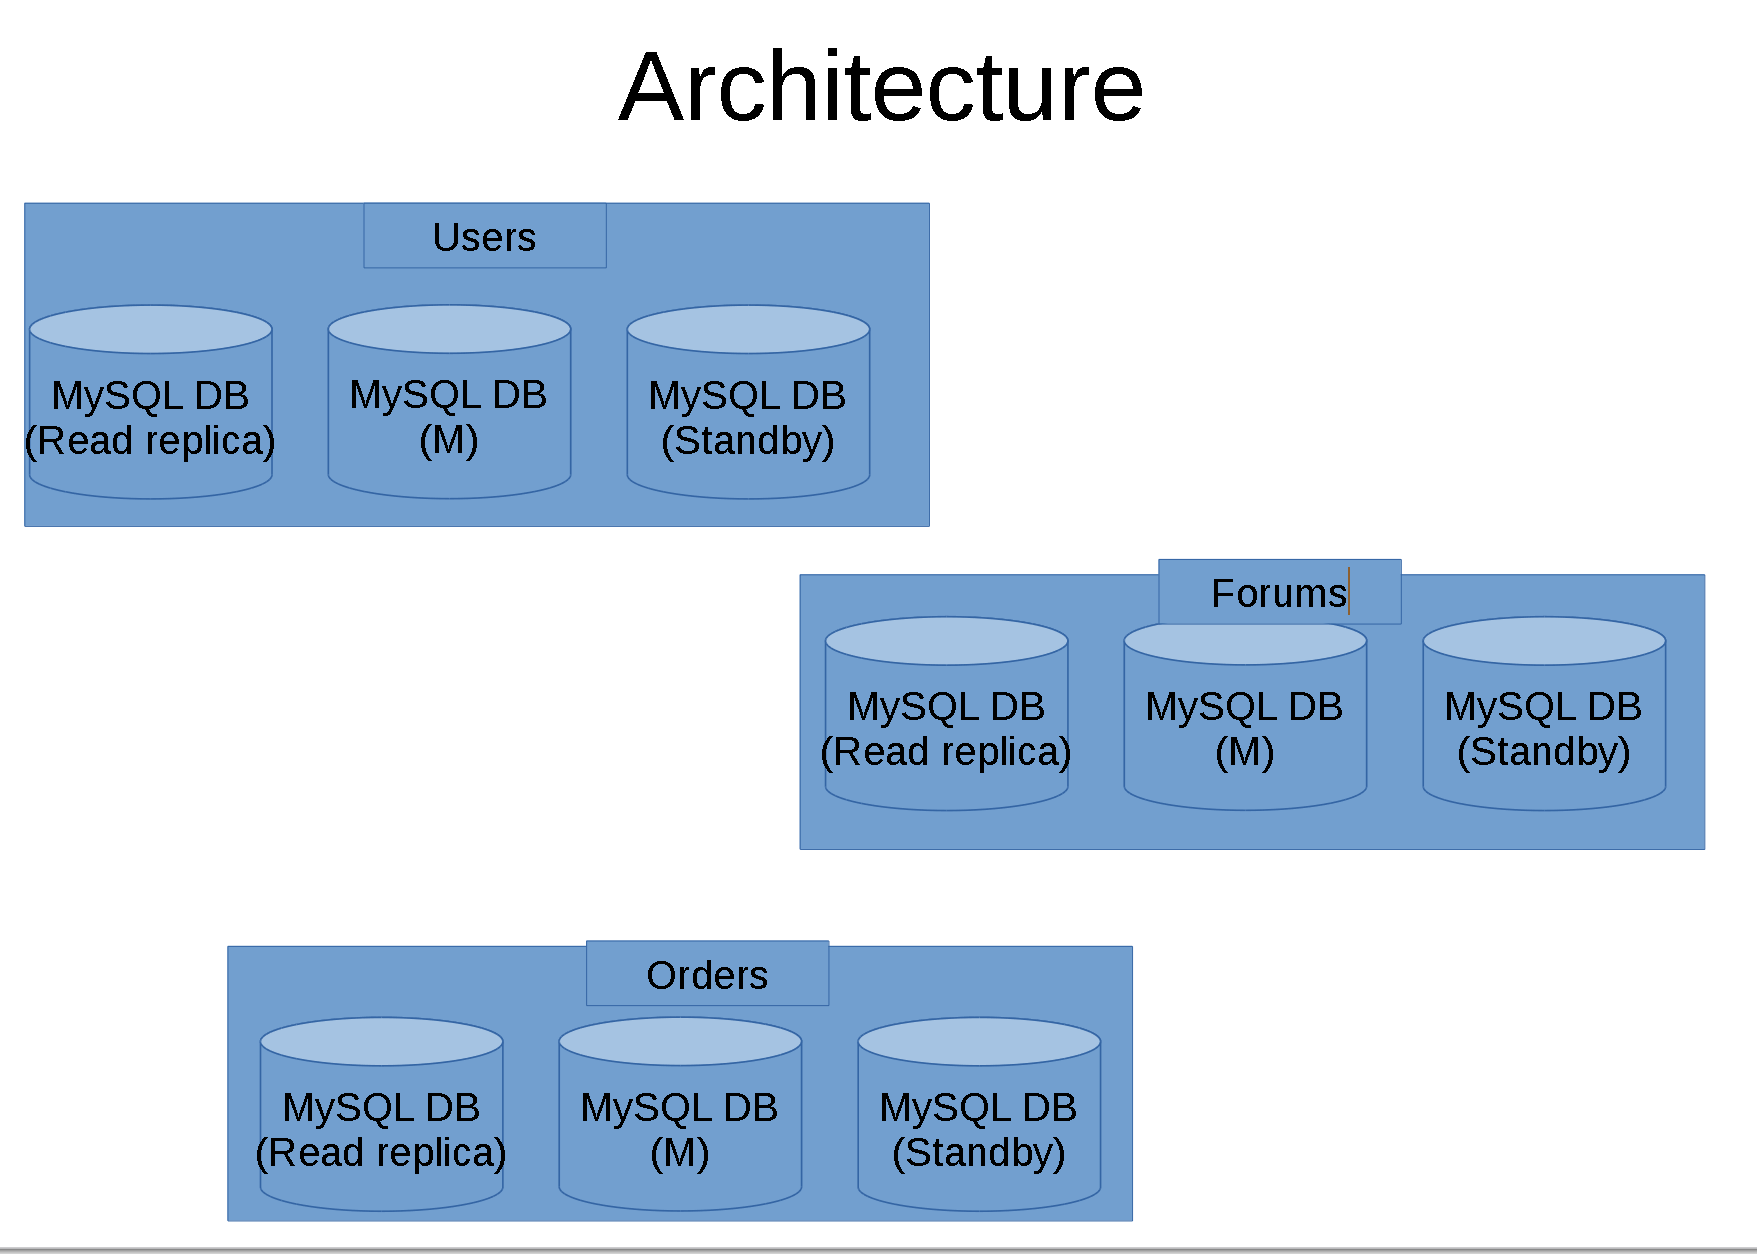 Architecture
Users
MySQL DB
(Read replica)
MySQL DB
(M)
MySQL DB
(Standby)
Forums
MySQL DB
(Read replica)
MySQL DB
(M)
MySQL DB
(Standby)
Orders
MySQL DB
(Read replica)
MySQL DB
(M)
MySQL DB
(Standby)